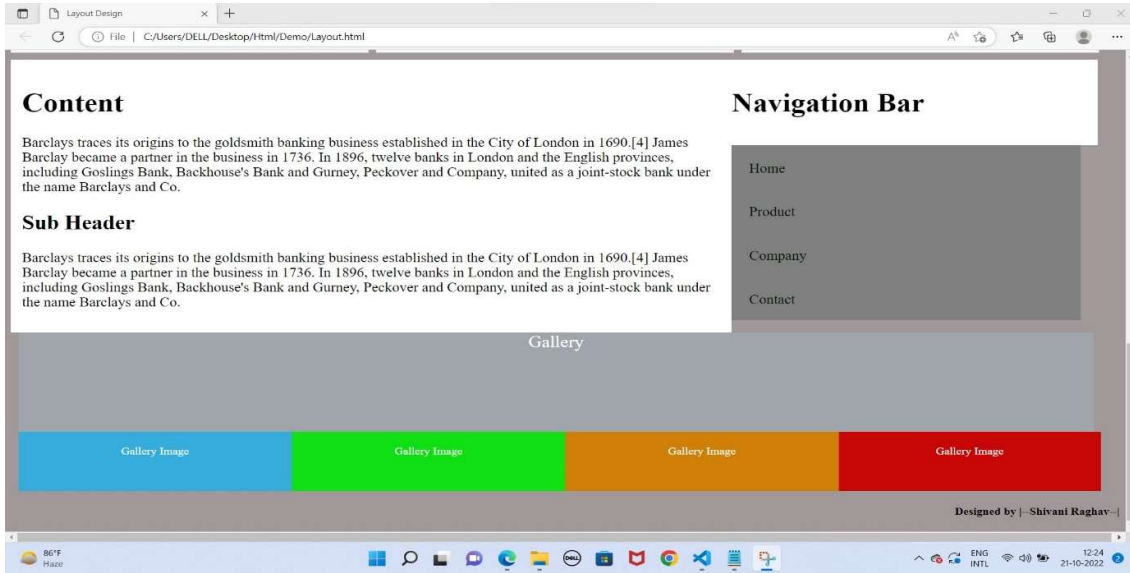 Layout Design
File | C:/Users/DELL/Desktop/Html/Demo/Layout.html
Content
Barclays traces its origins to the goldsmith banking business established in the City of London in 1690.[4] James
Barclay became a partner in the business in 1736. In 1896, twelve banks in London and the English provinces,
including Goslings Bank, Backhouse's Bank and Gurney, Peckover and Company, united as a joint-stock bank under
the name Barclays and Co.
Sub Header
Barclays traces its origins to the goldsmith banking business established in the City of London in 1690.[4] James
Barclay became a partner in the business in 1736. In 1896, twelve banks in London and the English provinces,
including Goslings Bank, Backhouse's Bank and Gurney, Peckover and Company, united as a joint-stock bank under
the name Barclays and Co.
Navigation Bar
Home
Product
Company
Contact
Gallery
Gallery Image
Gallery Image
Gallery Image
Gallery Image
Designed by |--Shivani Raghav--|
86°F
Haze
DELL
ENG
INTL
12:24
21-10-2022
2